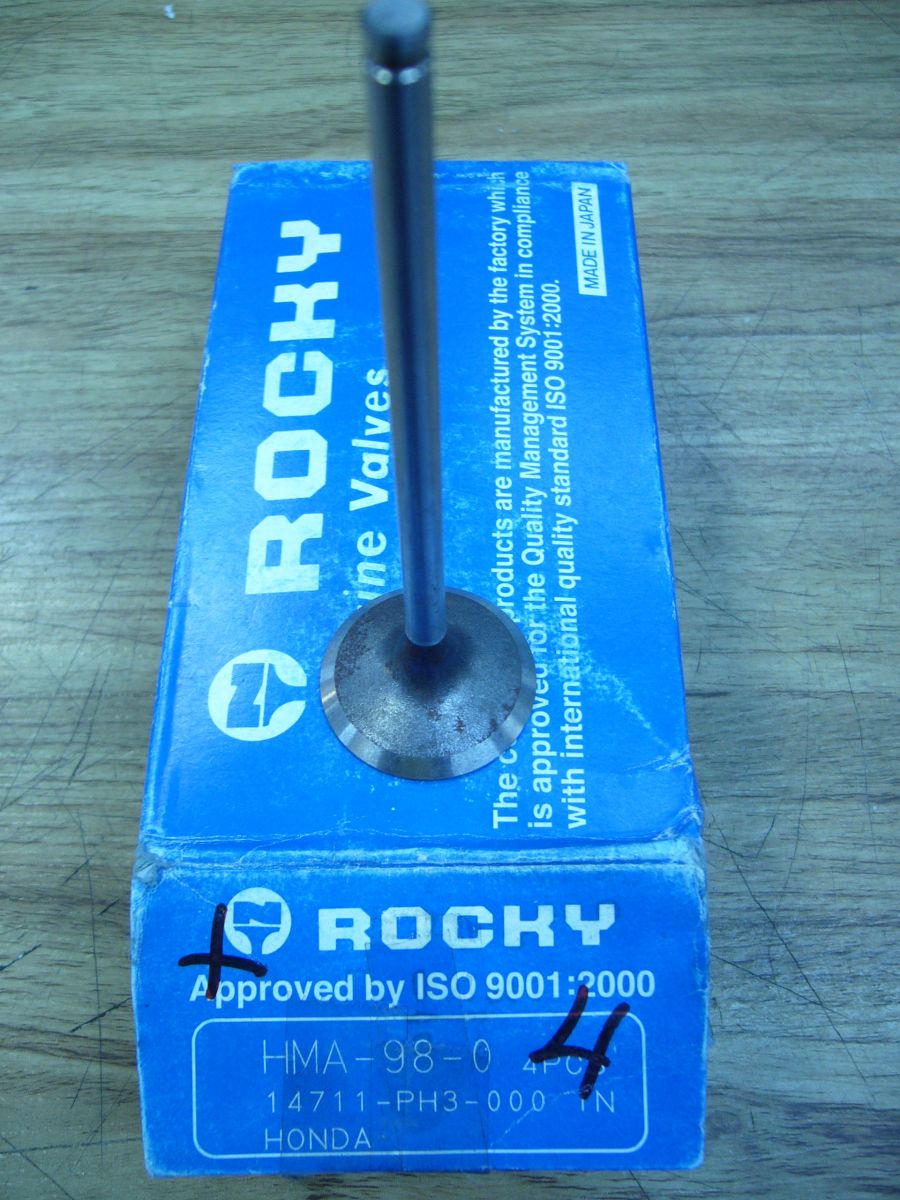 ROCKY
Valves
The products are manufactured by the factory which
is approved for the Quality Management System in compliance
with international quality standard ISO 9001:2000.
MADE IN JAPAN
ROCKY
Approved by ISO 9001:2000
+
4
HMA-98-0 4PCS
14711-PH3-000 IN
HONDA